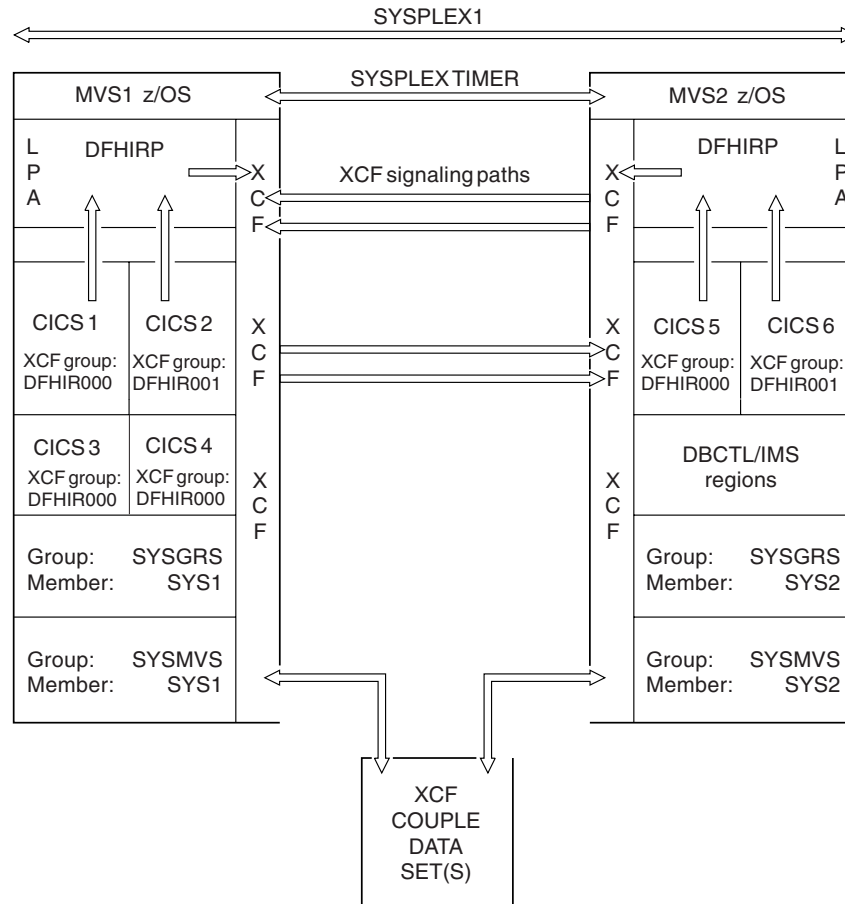 SYSPLEX1
SYSPLEX TIMER
MVS1 z/OS
L
P
A
DFHIRP
X
C
F
XCF signaling paths
CICS 1
XCF group:
DFHIR000
CICS 2
XCF group:
DFHIR001
X
C
F
CICS 3
XCF group:
DFHIR000
CICS 4
XCF group:
DFHIR000
X
C
F
Group: SYSGRS
Member: SYS1
Group: SYSMVS
Member: SYS1
MVS2 z/OS
X
C
F
DFHIRP
L
P
A
X
C
F
CICS 5
XCF group:
DFHIR000
CICS 6
XCF group:
DFHIR001
X
C
F
DBCTL/IMS
regions
Group: SYSGRS
Member: SYS2
Group: SYSMVS
Member: SYS2
XCF
COUPLE
DATA
SET(S)